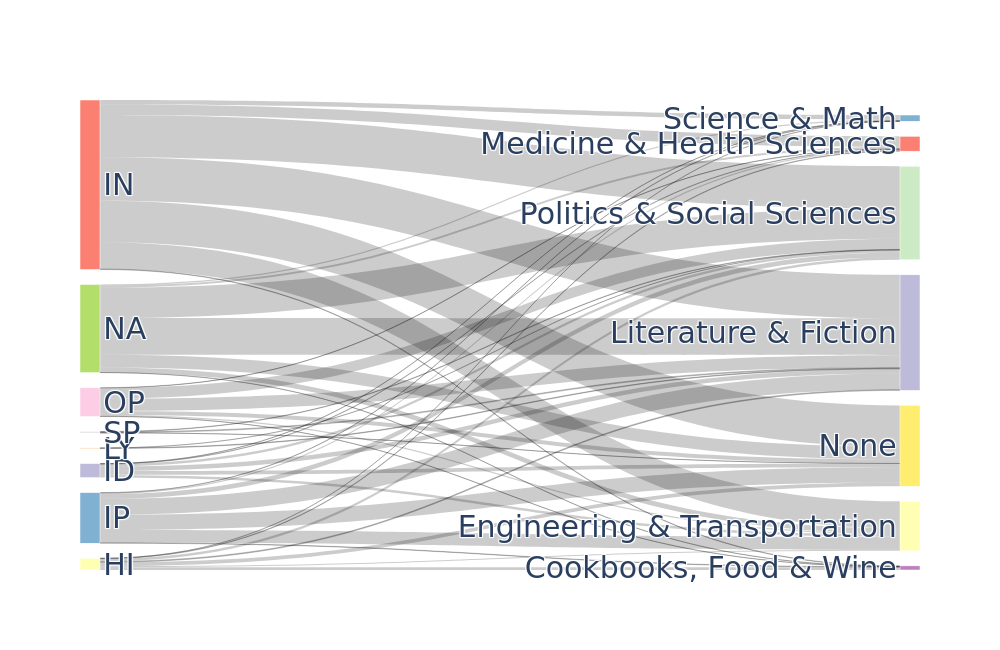 IN
NA
OP
SP
LY
ID
IP
HI
Science & Math
Medicine & Health Sciences
Politics & Social Sciences
Literature & Fiction
None
Engineering & Transportation
Cookbooks, Food & Wine